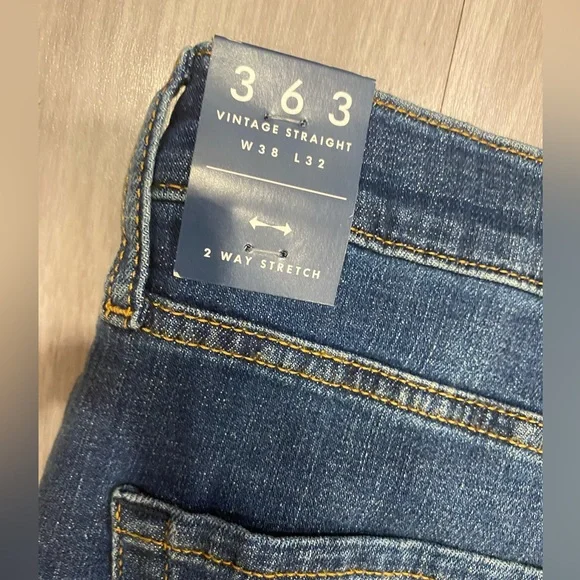 363
VINTAGE STRAIGHT
W38 L32
2 WAY STRETCH